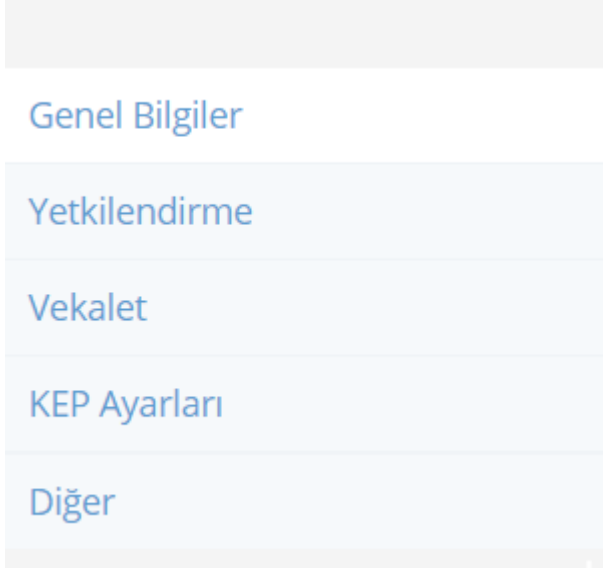 Genel Bilgiler
Yetkilendirme
Vekalet
KEP Ayarları
Diğer